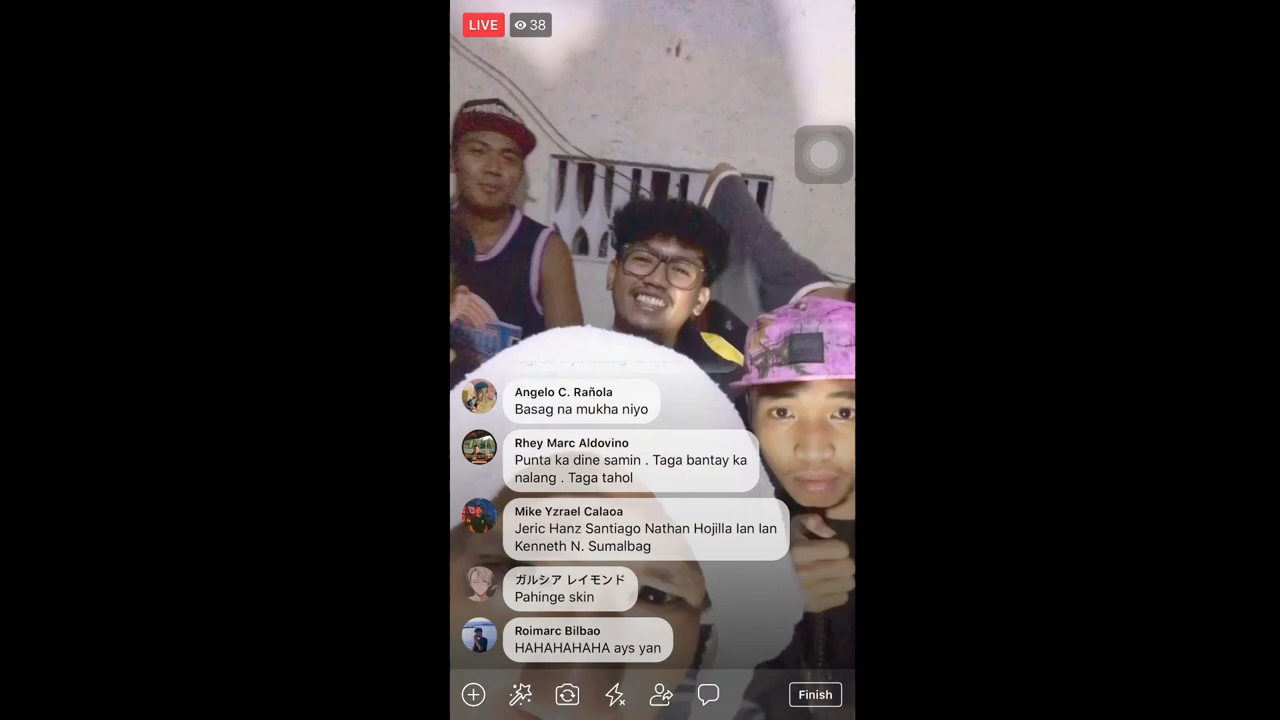 LIVE
38
Angelo C. Rañola
Basag na mukha niyo
Rhey Marc Aldovino
Punta ka dine samin . Taga bantay ka
nalang . Taga tahol
Mike Yzrael Calaoa
Jeric Hanz Santiago Nathan Hojilla Ian Ian
Kenneth N. Sumalbag
ガルシア レイモンド
Pahinge skin
Roimarc Bilbao
HAHAHAHAHA ays yan
Finish